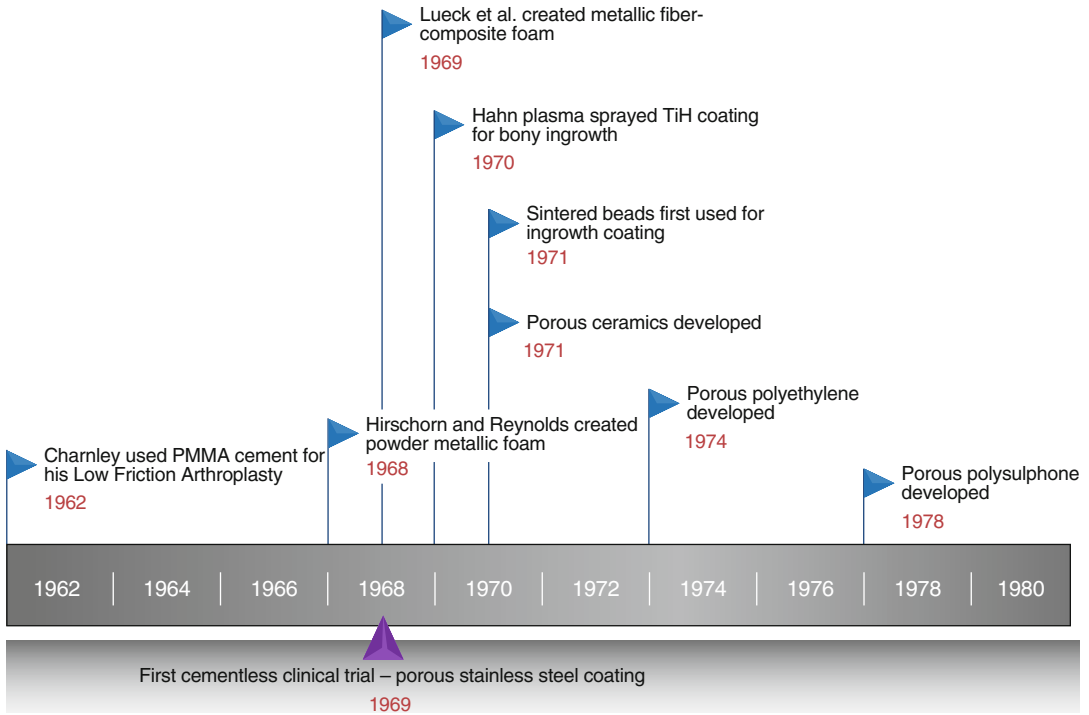 Lueck et al. created metallic fiber-
composite foam
1969
Hahn plasma sprayed TiH coating
for bony ingrowth
1970
Sintered beads first used for
ingrowth coating
1971
Porous ceramics developed
1971
Porous polyethylene
developed
1974
Hirschorn and Reynolds created
powder metallic foam
1968
Charnley used PMMA cement for
his Low Friction Arthroplasty
1962
Porous polysulphone
developed
1978
1962 1964 1966 1968 1970 1972 1974 1976 1978 1980
First cementless clinical trial – porous stainless steel coating
1969